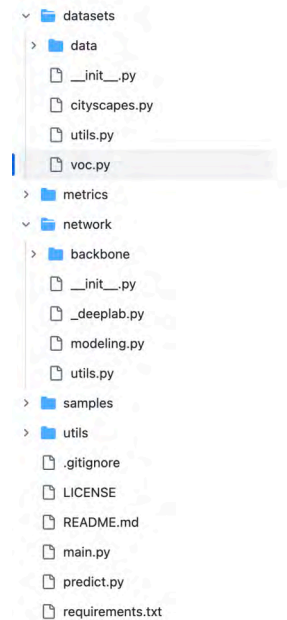 datasets
data
__init__.py
cityscapes.py
utils.py
voc.py
metrics
network
backbone
__init__.py
_deeplab.py
modeling.py
utils.py
samples
utils
.gitignore
LICENSE
README.md
main.py
predict.py
requirements.txt